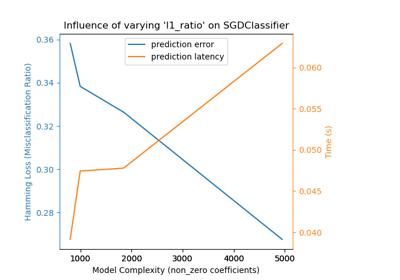 Influence of varying 'l1_ratio' on SGDClassifier
prediction error
prediction latency
Hamming Loss (Misclassification Ratio)
0.36
0.34
0.32
0.30
0.28
0.060
0.055
0.050
0.045
0.040
Time (s)
1000 2000 3000 4000 5000
Model Complexity (non_zero coefficients)